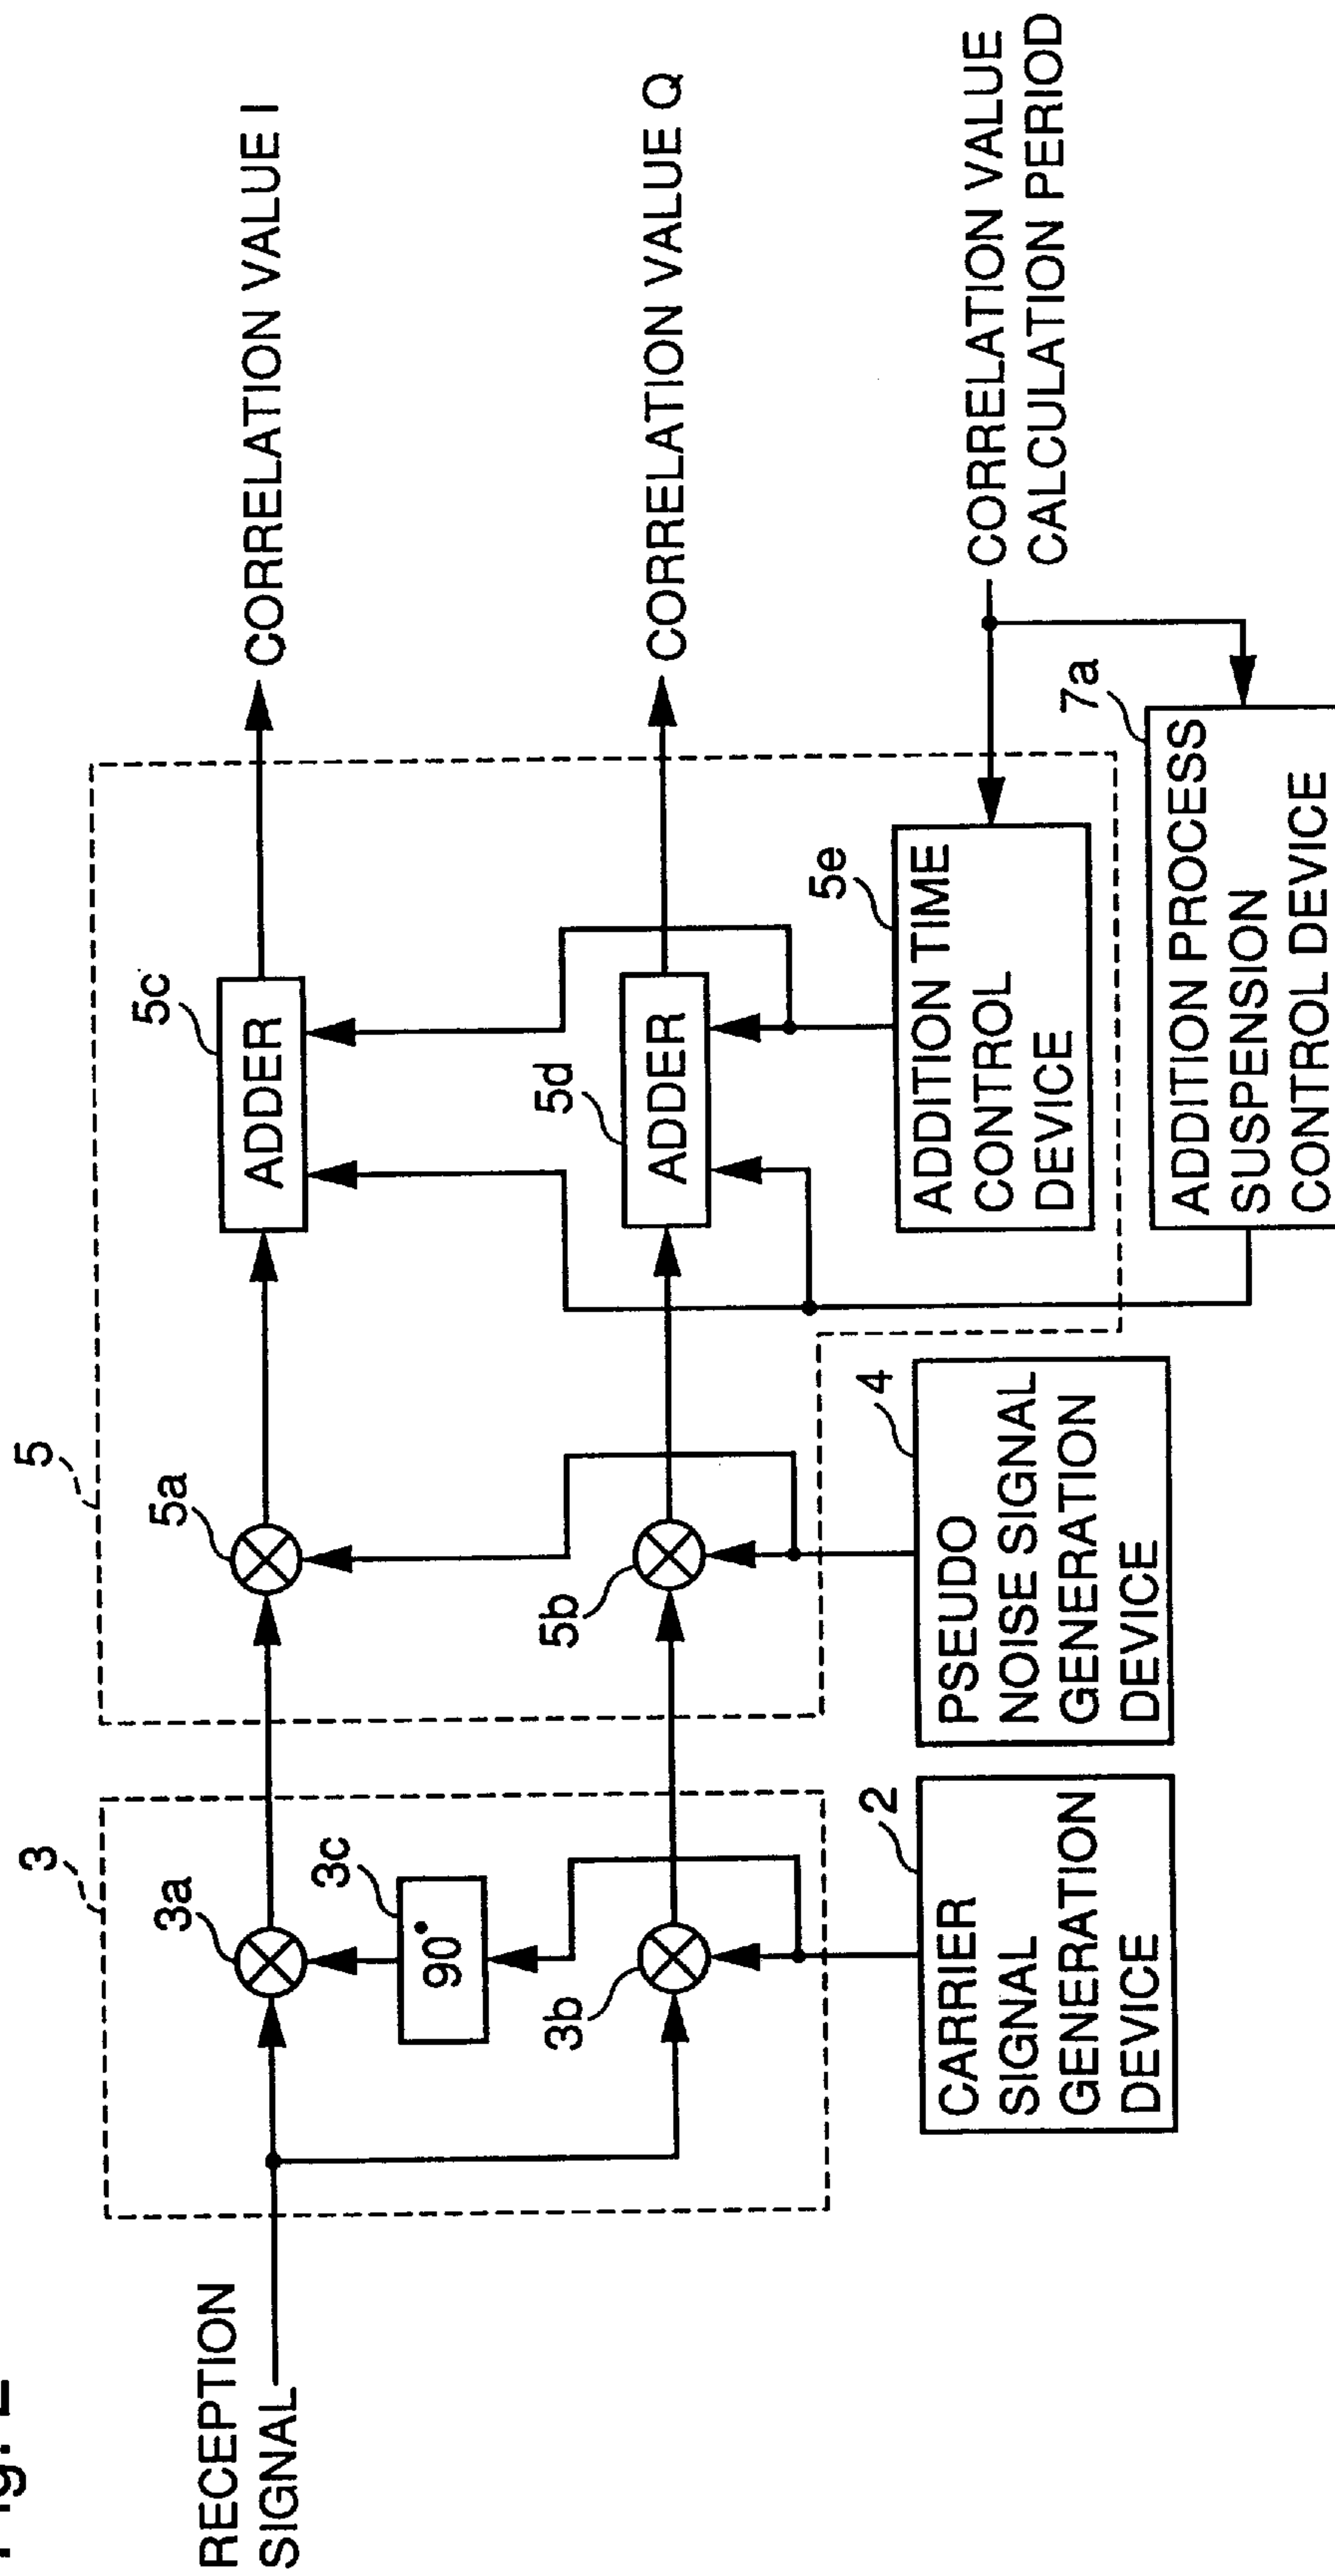 RECEPTION
SIGNAL
3
3a
3c
90°
3b
CARRIER
SIGNAL
GENERATION
DEVICE
2
5
5a
5b
PSEUDO
NOISE SIGNAL
GENERATION
DEVICE
4
5c
ADDER
5d
ADDER
5e
ADDITION TIME
CONTROL
DEVICE
7a
ADDITION PROCESS
SUSPENSION
CONTROL DEVICE
CORRELATION VALUE I
CORRELATION VALUE Q
CORRELATION VALUE
CALCULATION PERIOD